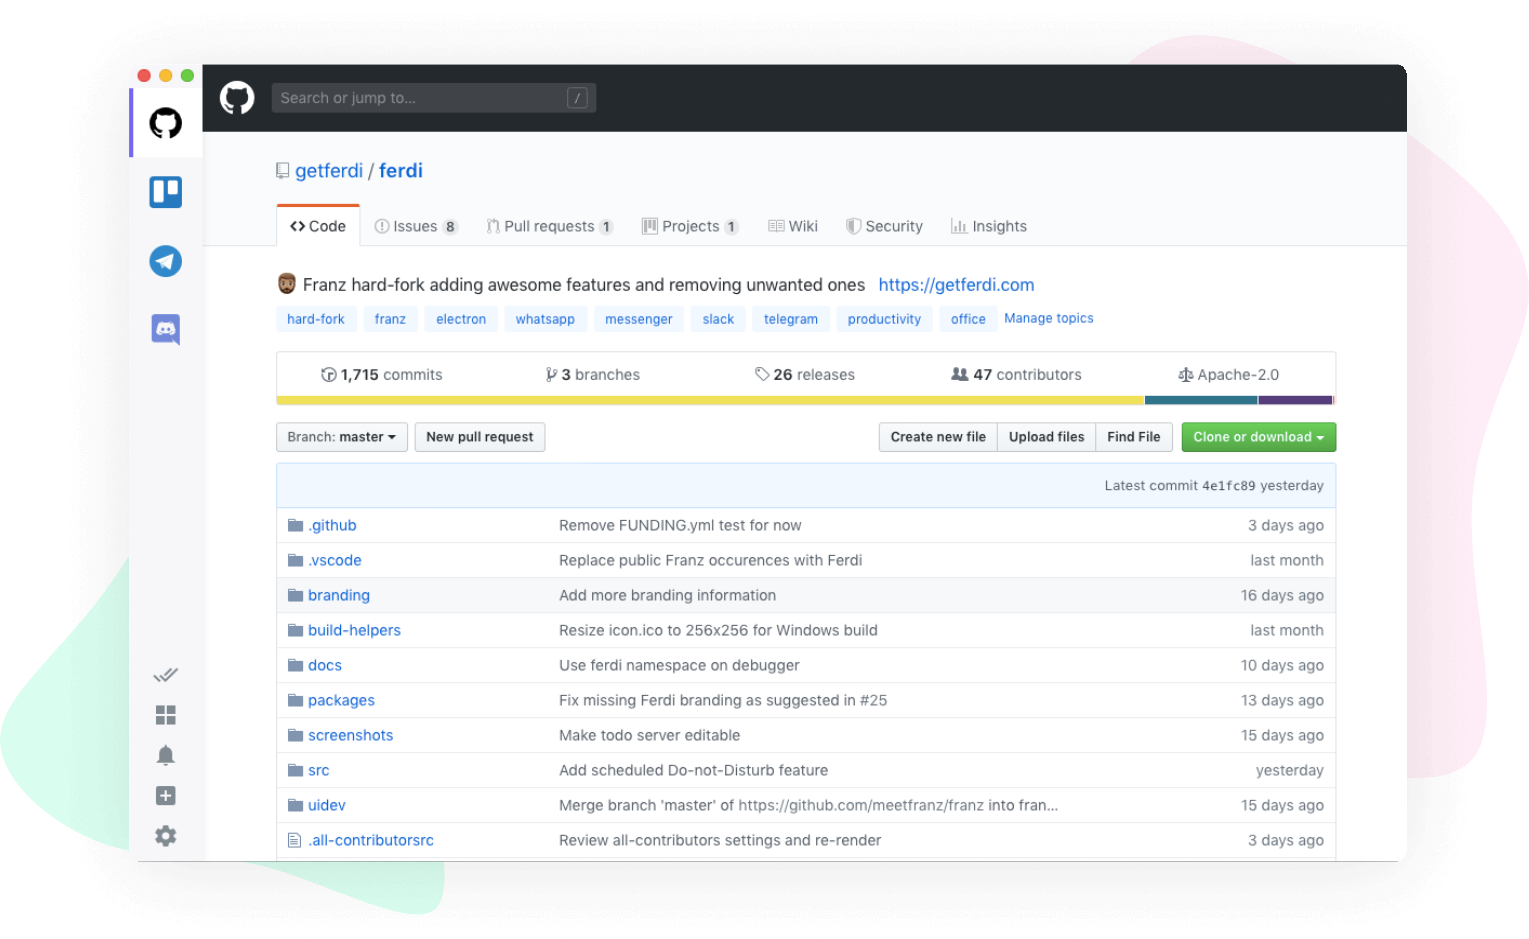 Search or jump to... /
getferdi / ferdi
Code Issues 8 Pull requests 1 Projects 1 Wiki Security Insights
Franz hard-fork adding awesome features and removing unwanted ones https://getferdi.com
hard-fork franz electron whatsapp messenger slack telegram productivity office Manage topics
1,715 commits 3 branches 26 releases 47 contributors Apache-2.0
Branch: master New pull request Create new file Upload files Find File Clone or download
Latest commit 4e1fc89 yesterday
.github Remove FUNDING.yml test for now 3 days ago
.vscode Replace public Franz occurences with Ferdi last month
branding Add more branding information 16 days ago
build-helpers Resize icon.ico to 256x256 for Windows build last month
docs Use ferdi namespace on debugger 10 days ago
packages Fix missing Ferdi branding as suggested in #25 13 days ago
screenshots Make todo server editable 15 days ago
src Add scheduled Do-not-Disturb feature yesterday
uidev Merge branch 'master' of https://github.com/meetfranz/franz into fran... 15 days ago
.all-contributorsrc Review all-contributors settings and re-render 3 days ago